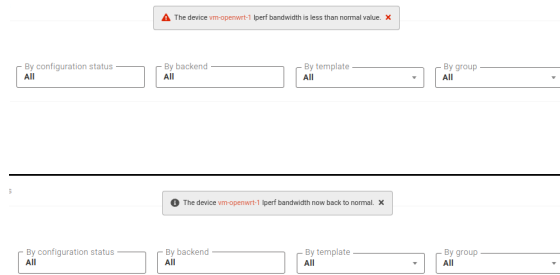 The device vm-openwrt-1 Iperf bandwidth is less than normal value. ×
By configuration status By backend By template By group
All All All All
s
The device vm-openwrt-1 Iperf bandwidth now back to normal. ×
By configuration status By backend By template By group
All All All All